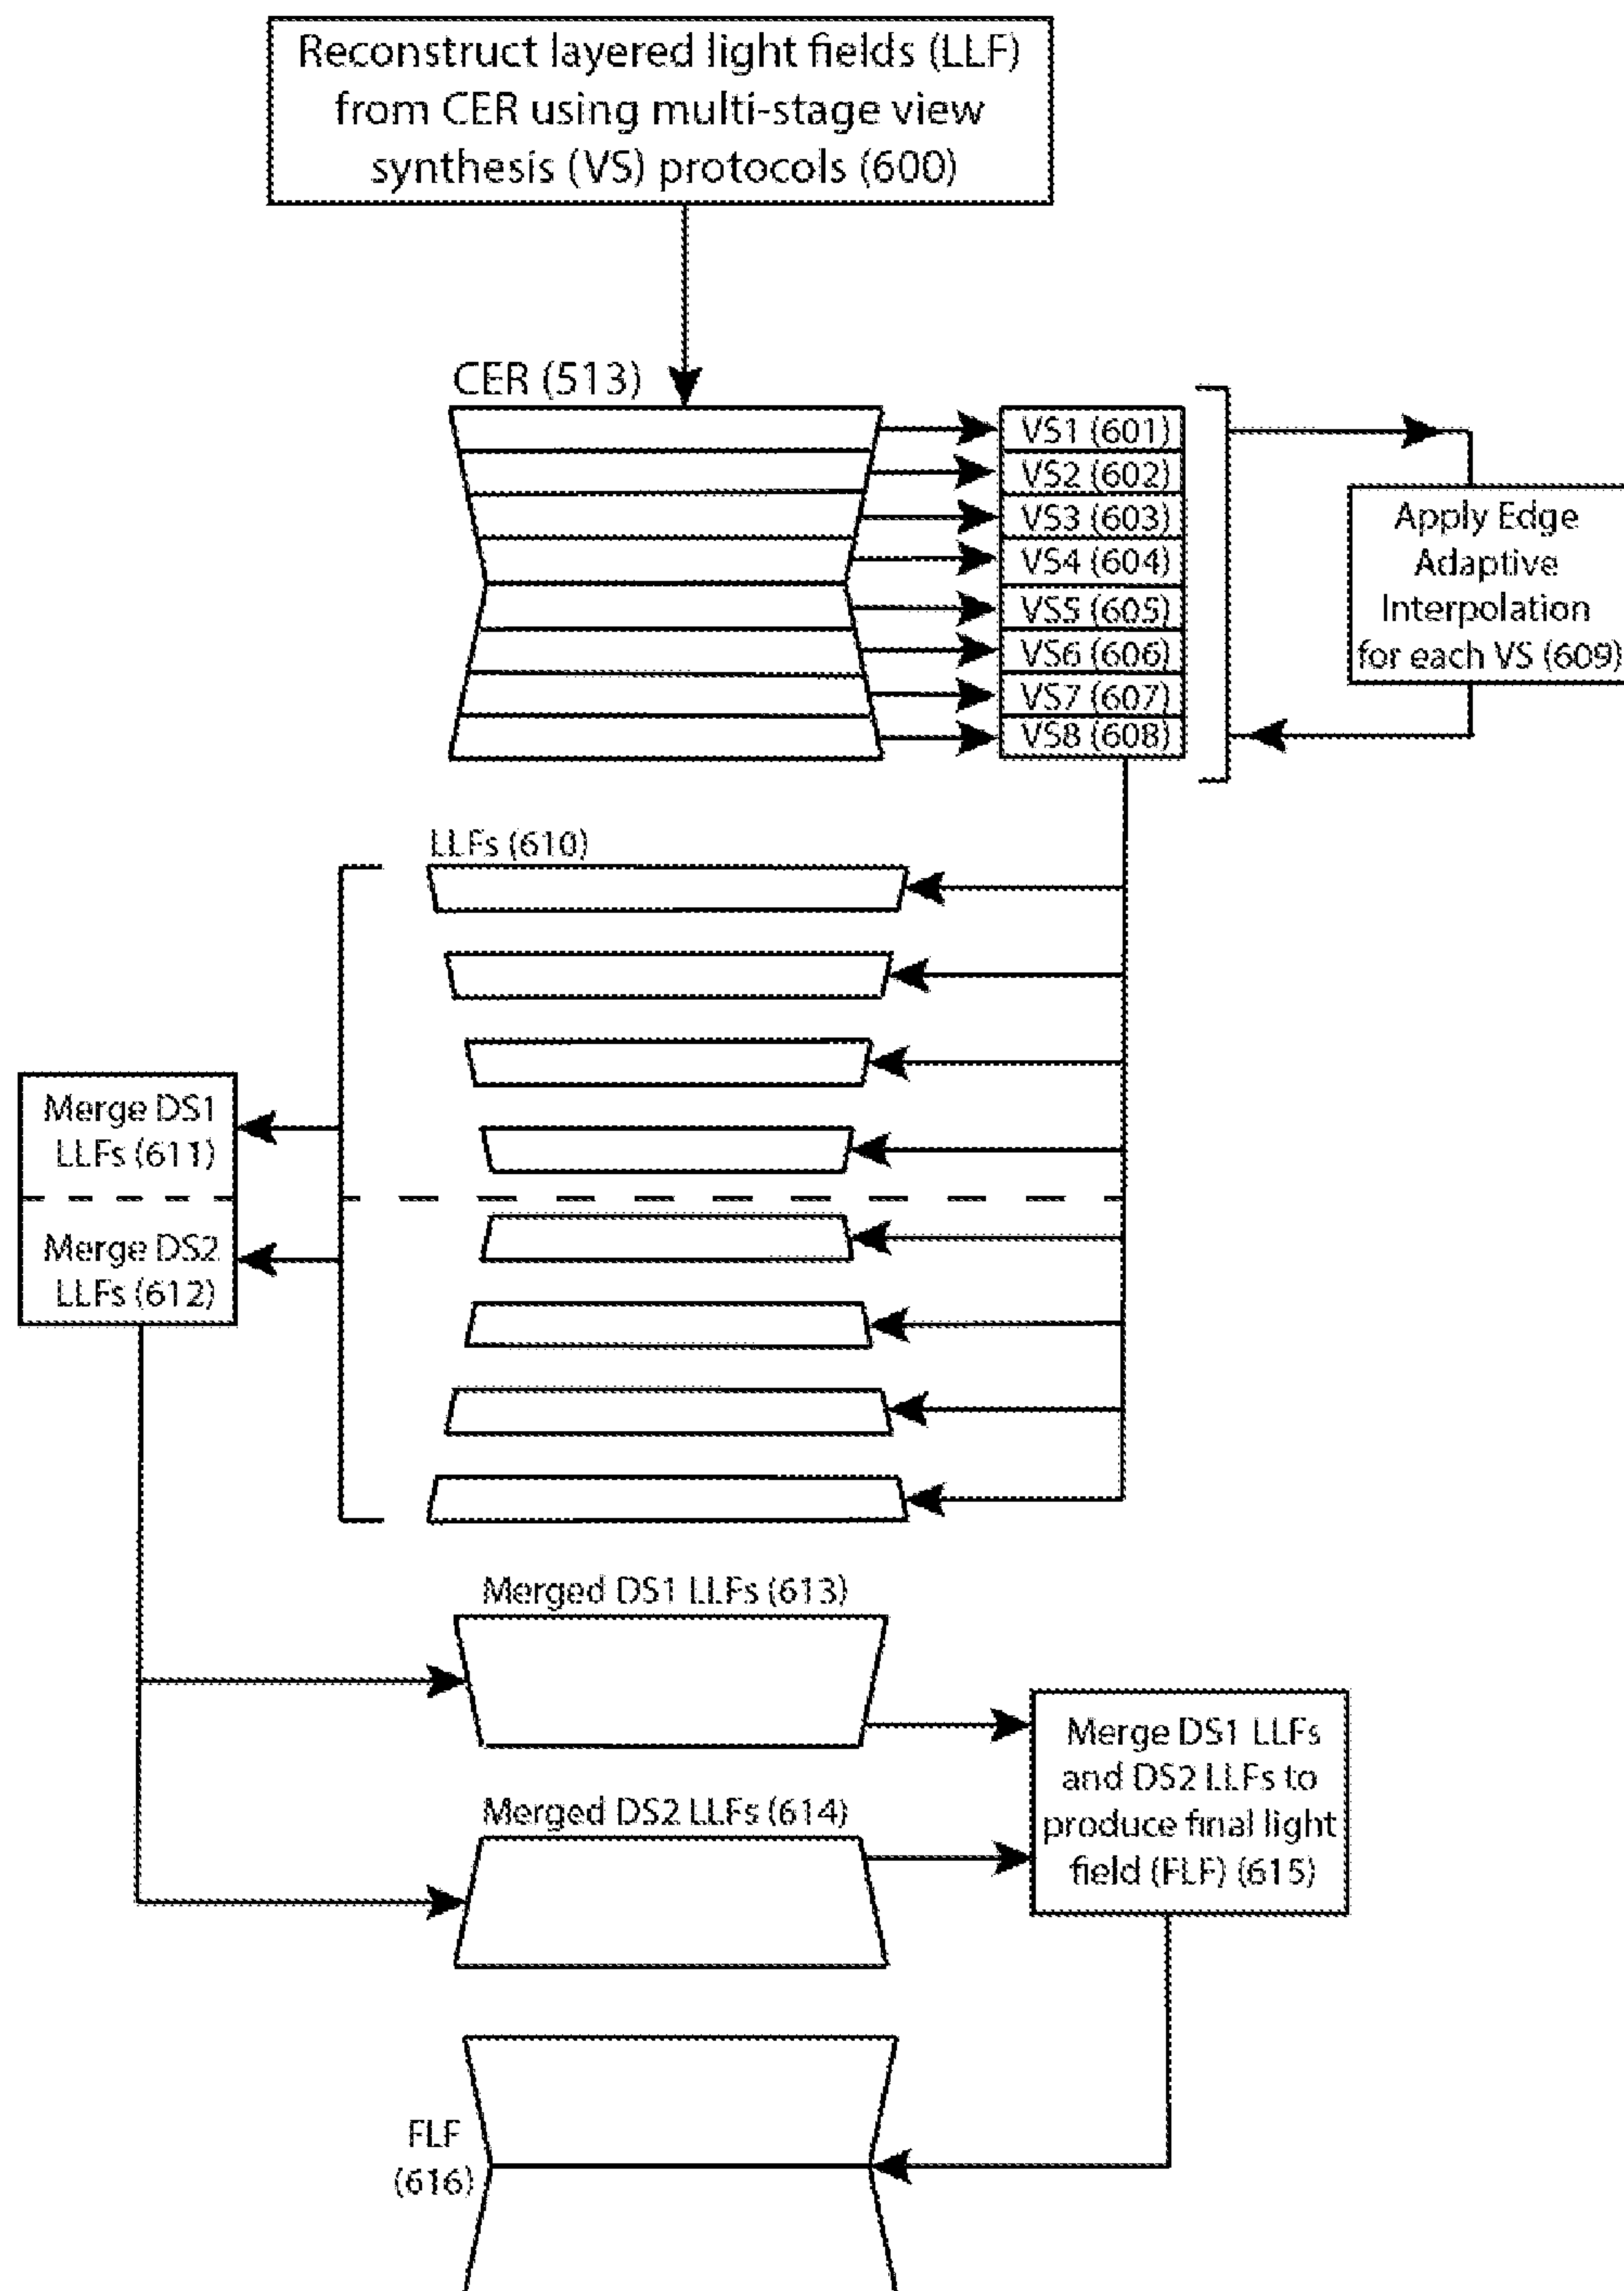 Reconstruct layered light fields (LLF)
from CER using multi-stage view
synthesis (VS) protocols (600)
CER (513)
VS1 (601)
VS2 (602)
VS3 (603)
VS4 (604)
VS5 (605)
VS6 (606)
VS7 (607)
VS8 (608)
Apply Edge
Adaptive
Interpolation
for each VS (609)
LLFs (610)
Merge DS1
LLFs (611)
Merge DS2
LLFs (612)
Merged DS1 LLFs (613)
Merged DS2 LLFs (614)
Merge DS1 LLFs
and DS2 LLFs to
produce final light
field (FLF) (615)
FLF
(616)